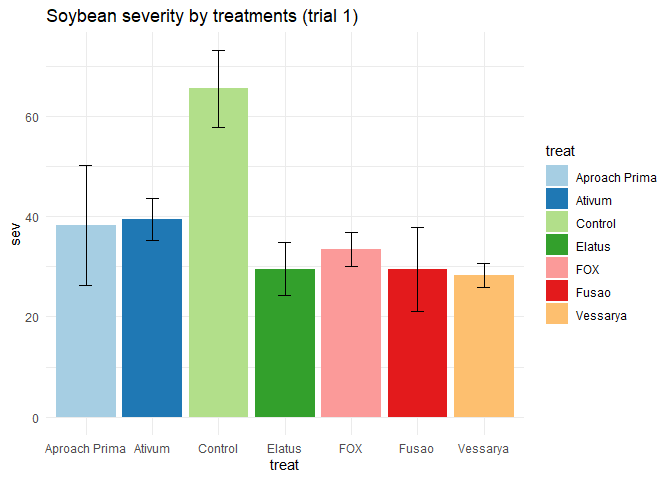 Soybean severity by treatments (trial 1)
60
40
20
0
sev
Aproach Prima Ativum Control Elatus FOX Fusao Vessarya
treat
treat
Aproach Prima
Ativum
Control
Elatus
FOX
Fusao
Vessarya